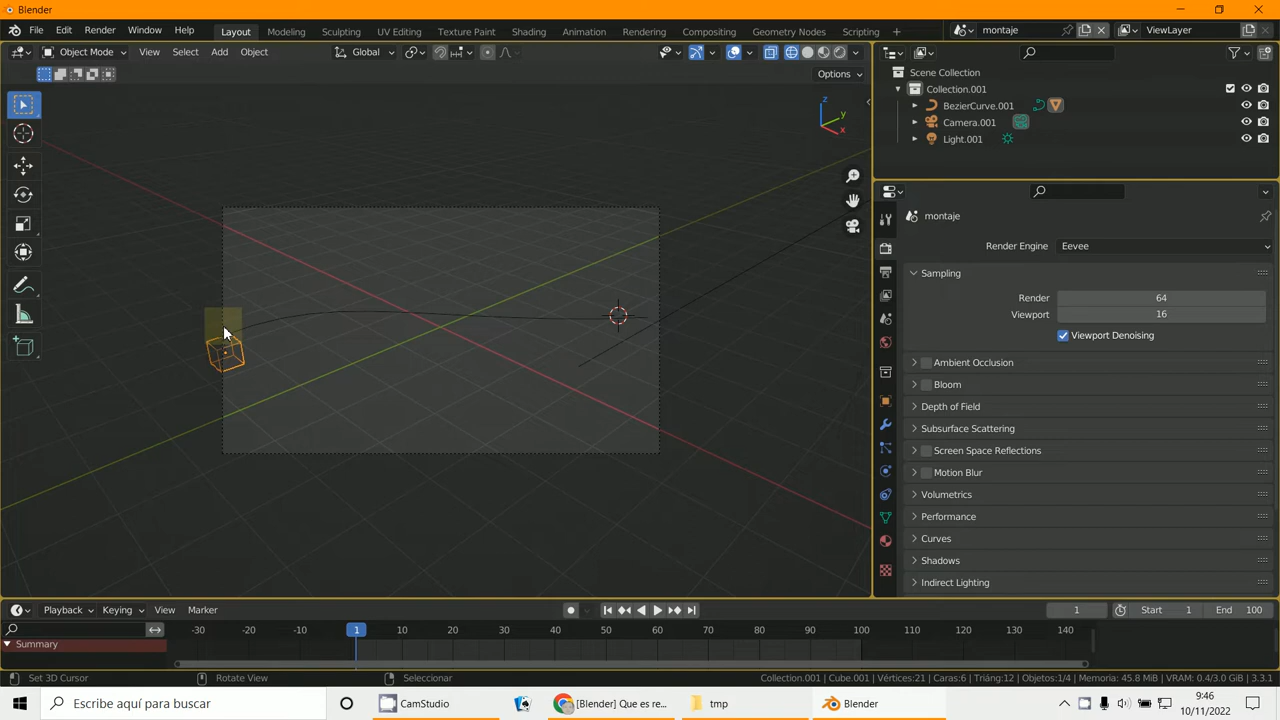 Blender
File Edit Render Window Help Layout Modeling Sculpting UV Editing Texture Paint Shading Animation Rendering Compositing Geometry Nodes Scripting + montaje ViewLayer
Object Mode View Select Add Object Global
Options
Scene Collection
Collection.001
BezierCurve.001
Camera.001
Light.001
z
y
x
montaje
Render Engine Eevee
Sampling
Render 64
Viewport 16
Viewport Denoising
Ambient Occlusion
Bloom
Depth of Field
Subsurface Scattering
Screen Space Reflections
Motion Blur
Volumetrics
Performance
Curves
Shadows
Indirect Lighting
Playback Keying View Marker 1 Start 1 End 100
-30 -20 -10 1 10 20 30 40 50 60 70 80 90 100 110 120 130 140
Summary
Set 3D Cursor Rotate View Seleccionar Collection.001 | Cube.001 | Vértices:21 | Caras:6 | Triáng:12 | Objetos:1/4 | Memoria: 45.8 MiB | VRAM: 0.4/3.0 GiB | 3.3.1
Escribe aquí para buscar CamStudio [Blender] Que es re... tmp Blender
9:46
10/11/2022